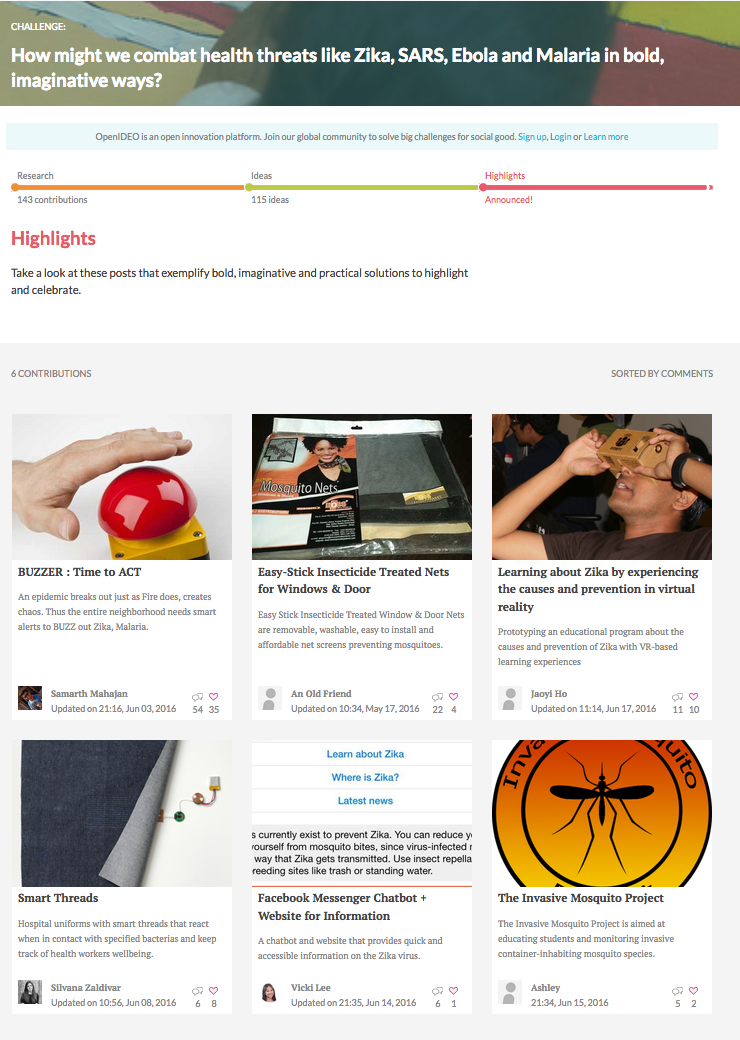 CHALLENGE:
How might we combat health threats like Zika, SARS, Ebola and Malaria in bold,
imaginative ways?
OpenIDEO is an open innovation platform. Join our global community to solve big challenges for social good. Sign up, Login or Learn more
Research
Ideas
Highlights
143 contributions
115 ideas
Announced!
Highlights
Take a look at these posts that exemplify bold, imaginative and practical solutions to highlight
and celebrate.
6 CONTRIBUTIONS
SORTED BY COMMENTS
BUZZER : Time to ACT
An epidemic breaks out just as Fire does, creates
chaos. Thus the entire neighborhood needs smart
alerts to BUZZ out Zika, Malaria.
Samarth Mahajan
Updated on 21:16, Jun 03, 2016
54 35
Mosquito Nets
Easy-Stick Insecticide Treated Nets
for Windows & Door
Easy Stick Insecticide Treated Window & Door Nets
are removable, washable, easy to install and
affordable net screens preventing mosquitoes.
An Old Friend
Updated on 10:34, May 17, 2016
22 4
Learning about Zika by experiencing
the causes and prevention in virtual
reality
Prototyping an educational program about the
causes and prevention of Zika with VR-based
learning experiences
Jaoyi Ho
Updated on 11:14, Jun 17, 2016
11 10
Smart Threads
Hospital uniforms with smart threads that react
when in contact with specified bacterias and keep
track of health workers wellbeing.
Silvana Zaldivar
Updated on 10:56, Jun 08, 2016
6 8
Learn about Zika
Where is Zika?
Latest news
s currently exist to prevent Zika. You can reduce y
yourself from mosquito bites, since virus-infected
way that Zika gets transmitted. Use insect repella
reeding sites like trash or standing water.
Facebook Messenger Chatbot +
Website for Information
A chatbot and website that provides quick and
accessible information on the Zika virus.
Vicki Lee
Updated on 21:35, Jun 14, 2016
6 1
Inva
quito
The Invasive Mosquito Project
The Invasive Mosquito Project is aimed at
educating students and monitoring invasive
container-inhabiting mosquito species.
Ashley
21:34, Jun 15, 2016
5 2